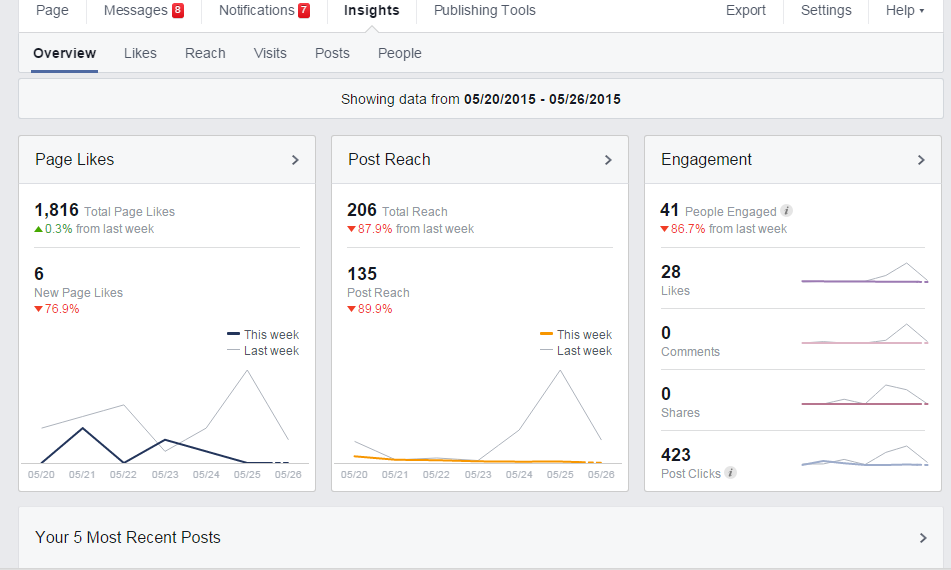 Page Messages 8 Notifications 7 Insights Publishing Tools Export Settings Help
Overview Likes Reach Visits Posts People
Showing data from 05/20/2015 - 05/26/2015
Page Likes
1,816 Total Page Likes
0.3% from last week
6
New Page Likes
76.9%
This week
Last week
05/20 05/21 05/22 05/23 05/24 05/25 05/26
Post Reach
206 Total Reach
87.9% from last week
135
Post Reach
89.9%
This week
Last week
05/20 05/21 05/22 05/23 05/24 05/25 05/26
Engagement
41 People Engaged i
86.7% from last week
28
Likes
0
Comments
0
Shares
423
Post Clicks i
Your 5 Most Recent Posts